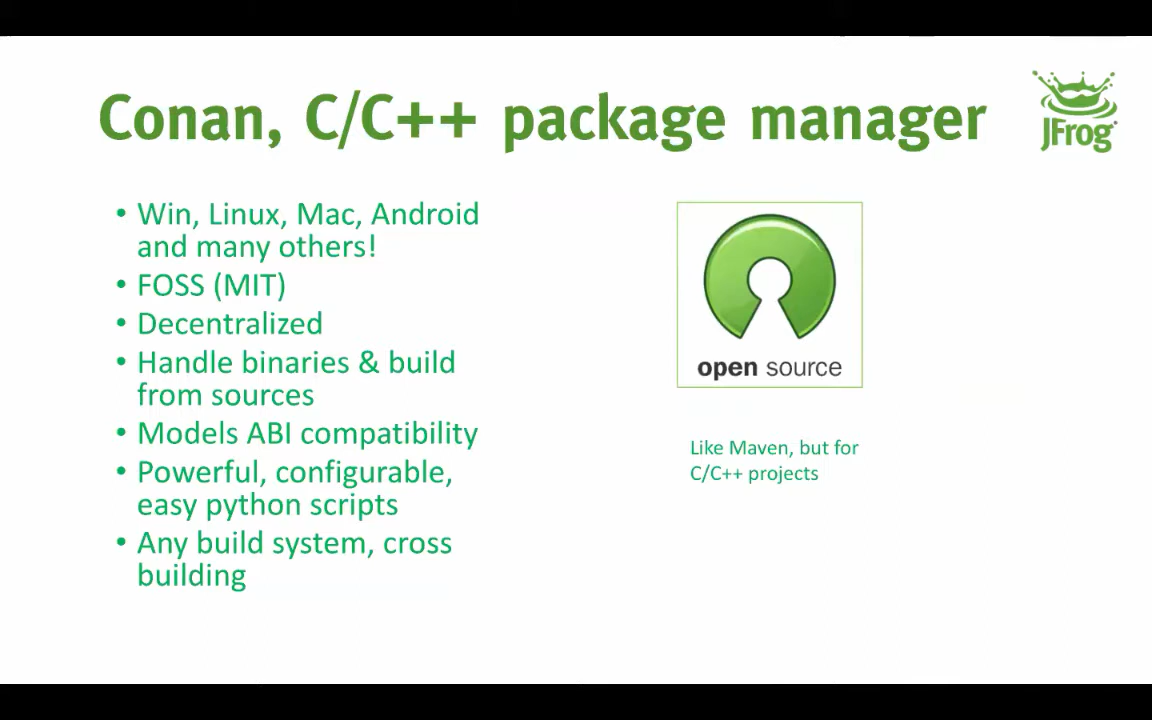 Conan, C/C++ package manager
JFrog
• Win, Linux, Mac, Android
and many others!
• FOSS (MIT)
• Decentralized
• Handle binaries & build
from sources
• Models ABI compatibility
• Powerful, configurable,
easy python scripts
• Any build system, cross
building
open source
Like Maven, but for
C/C++ projects